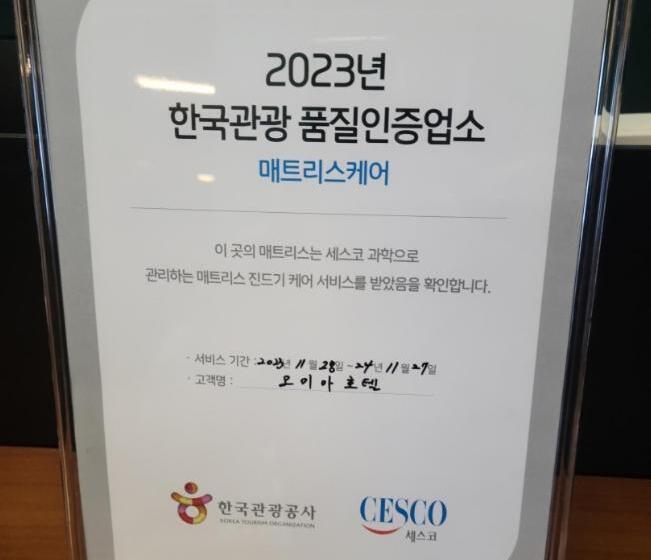 2023년
한국관광 품질인증업소
매트리스케어
이 곳의 매트리스는 세스코 과학으로
관리하는 매트리스 진드기 케어 서비스를 받았음을 확인합니다.
· 서비스 기간 : 2023년 11월 28일 ~ 24년 11월 27일
· 고객명 : 오이아호텔
한국관광공사
KOREA TOURISM ORGANIZATION
CESCO
세스코